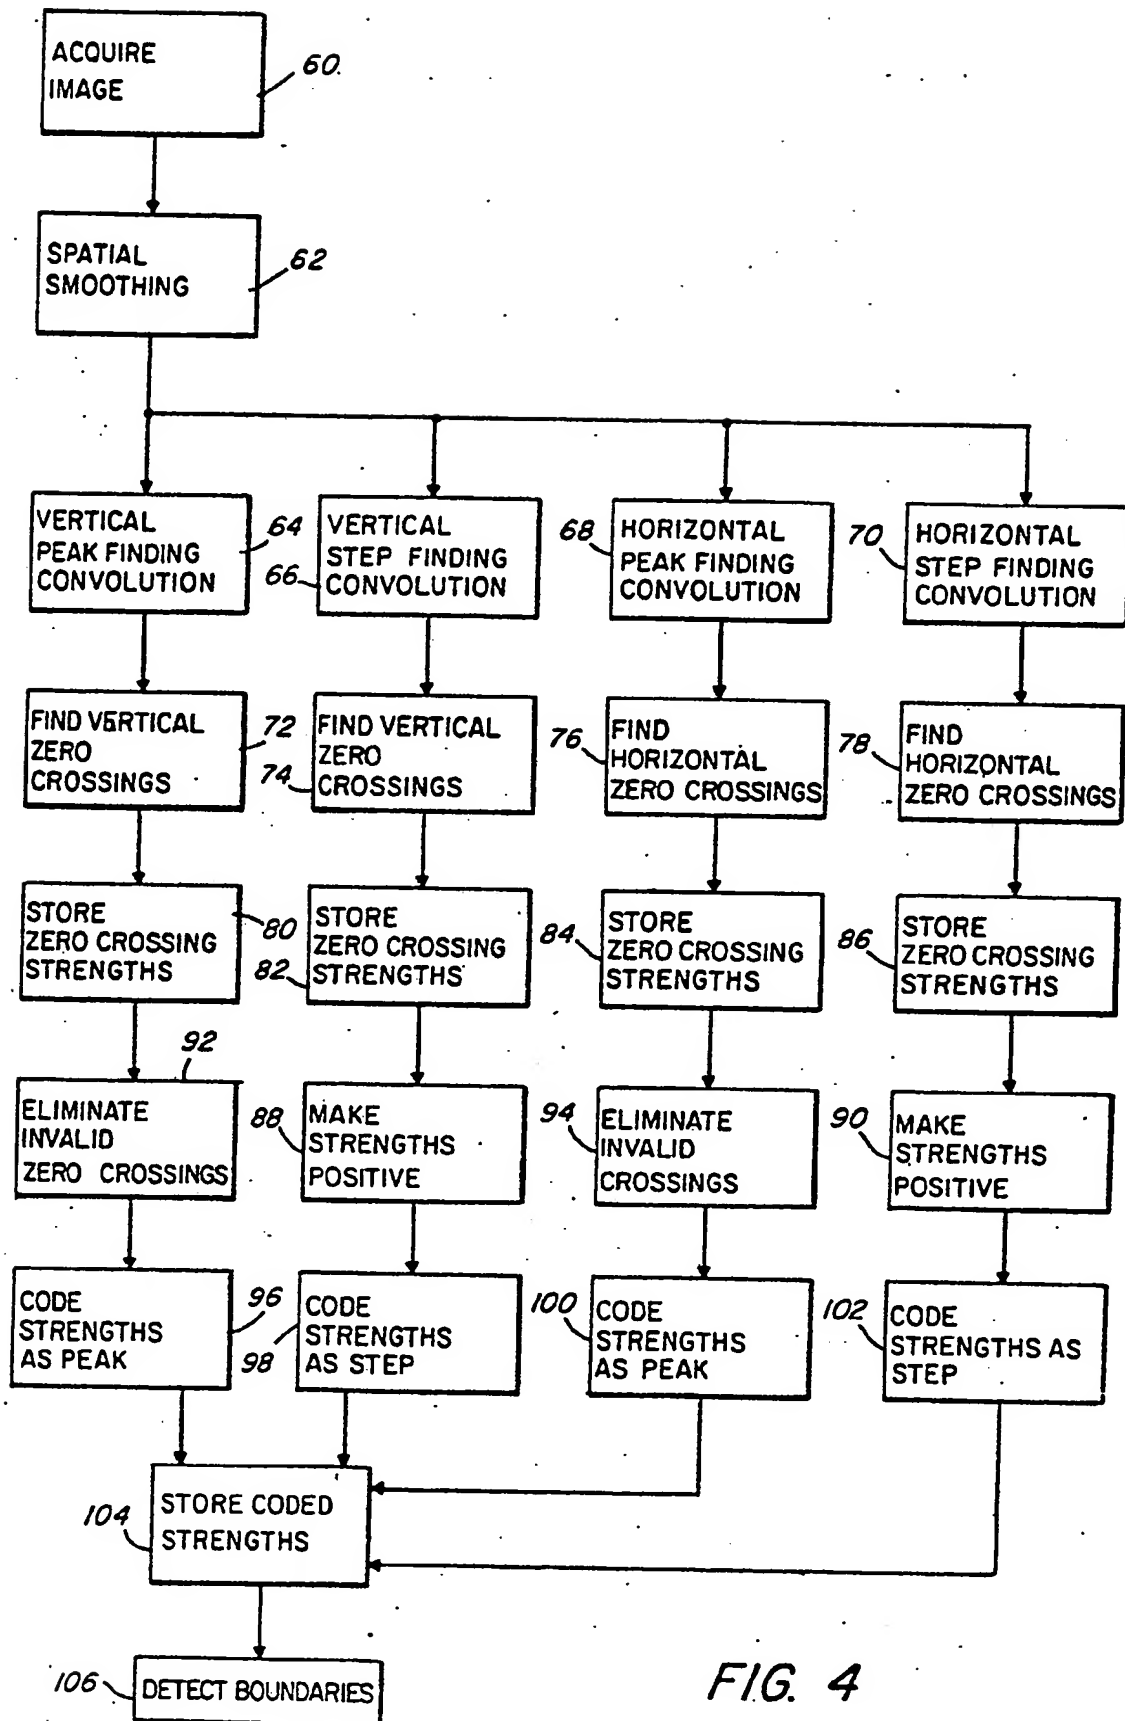 ACQUIRE
IMAGE
60.
SPATIAL
SMOOTHING
62
VERTICAL
PEAK FINDING
CONVOLUTION
64
VERTICAL
STEP FINDING
CONVOLUTION
66
HORIZONTAL
PEAK FINDING
CONVOLUTION
68
HORIZONTAL
STEP FINDING
CONVOLUTION
70
FIND VERTICAL
ZERO
CROSSINGS
72
FIND VERTICAL
ZERO
CROSSINGS
74
FIND
HORIZONTAL
ZERO CROSSINGS
76
FIND
HORIZONTAL
ZERO CROSSINGS
78
STORE
ZERO CROSSING
STRENGTHS
80
STORE
ZERO CROSSING
STRENGTHS
82
STORE
ZERO CROSSING
STRENGTHS
84
STORE
ZERO CROSSING
STRENGTHS
86
92
ELIMINATE
INVALID
ZERO CROSSINGS
88
MAKE
STRENGTHS
POSITIVE
94
ELIMINATE
INVALID
CROSSINGS
90
MAKE
STRENGTHS
POSITIVE
CODE
STRENGTHS
AS PEAK
96
CODE
STRENGTHS
AS STEP
98
100
CODE
STRENGTHS
AS PEAK
102
CODE
STRENGTHS AS
STEP
104
STORE CODED
STRENGTHS
106
DETECT BOUNDARIES
FIG. 4